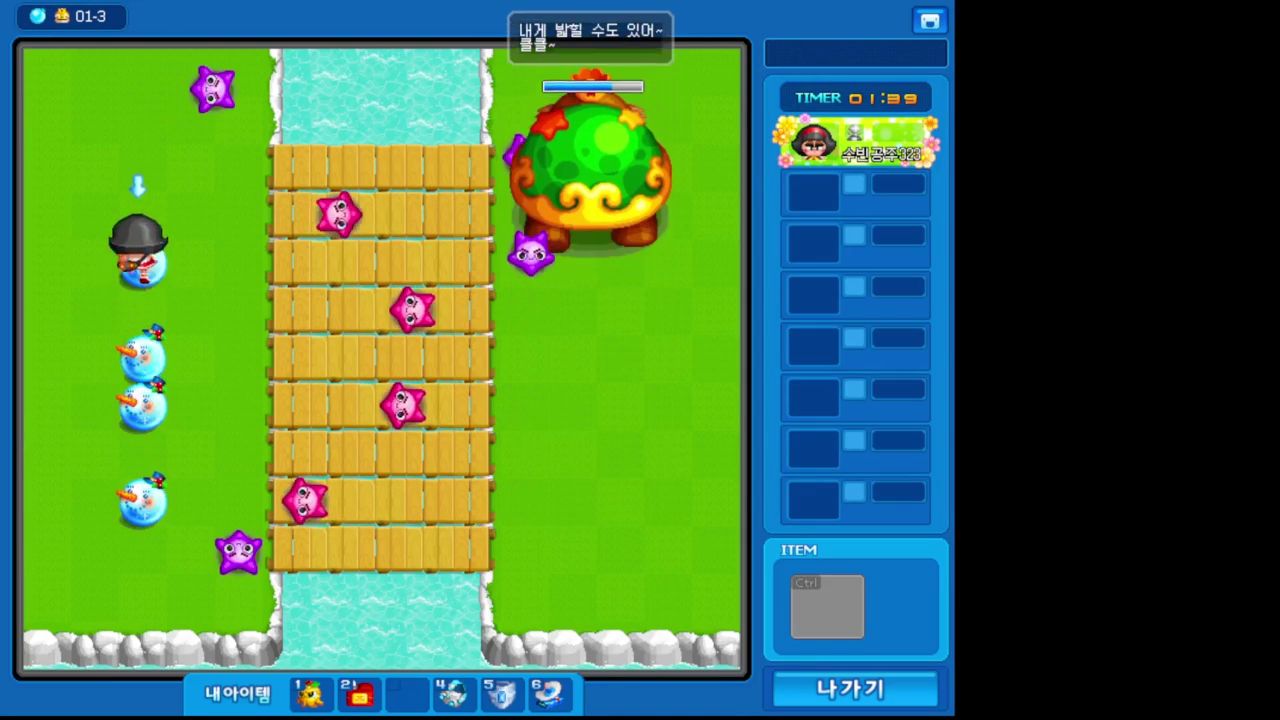 01-3
내게 밟힐 수도 있어~
클클~
TIMER 01:39
수빈공주323
ITEM
Ctrl
내아이템
1
2
4
5
6
나가기